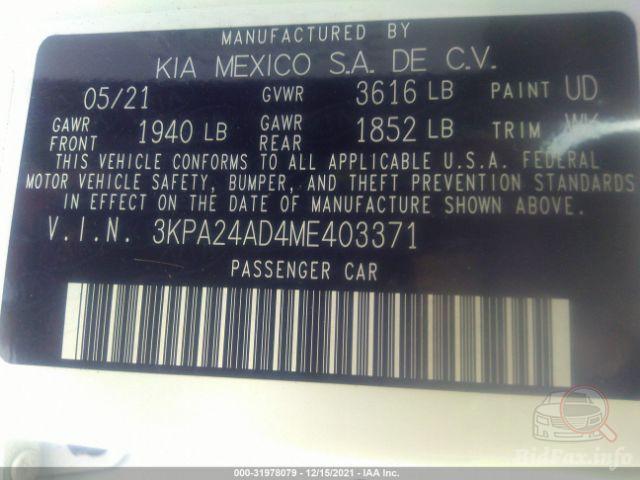 MANUFACTURED BY
KIA MEXICO S.A. DE C.V.
05/21 GVWR 3616 LB PAINT UD
GAWR FRONT 1940 LB GAWR REAR 1852 LB TRIM WK
THIS VEHICLE CONFORMS TO ALL APPLICABLE U.S.A. FEDERAL
MOTOR VEHICLE SAFETY, BUMPER, AND THEFT PREVENTION STANDARDS
IN EFFECT ON THE DATE OF MANUFACTURE SHOWN ABOVE.
V.I.N. 3KPA24AD4ME403371
PASSENGER CAR
BidFax.info
000-31978079 - 12/15/2021 - IAA Inc.